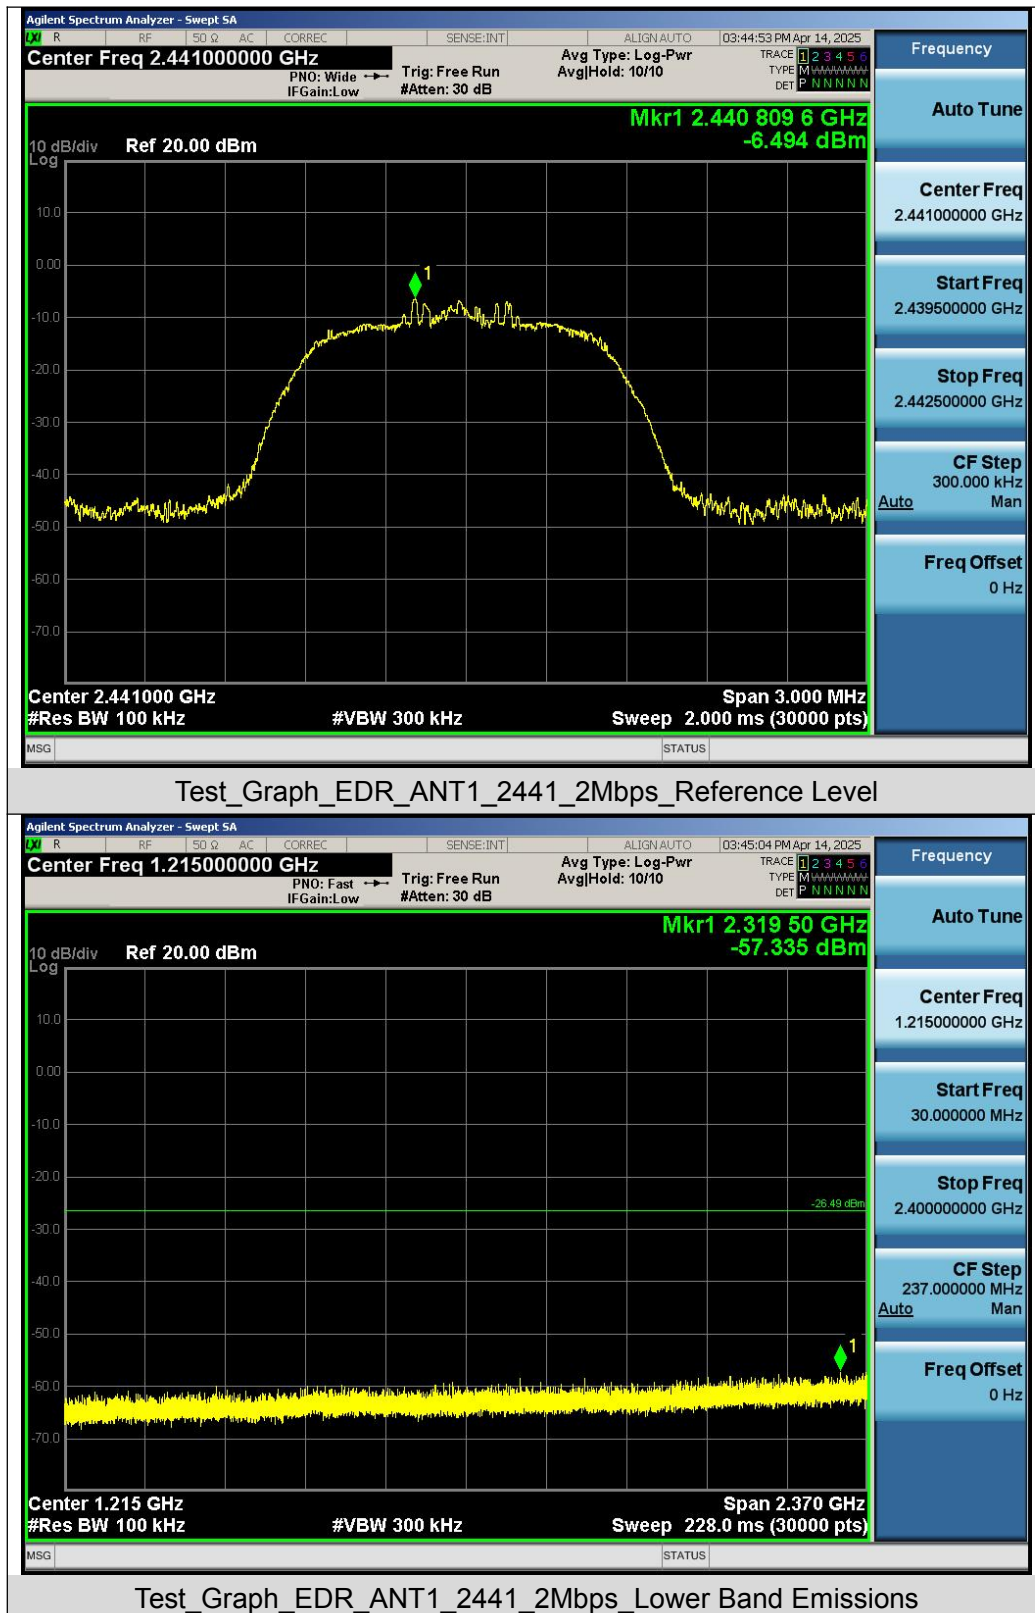 Agilent Spectrum Analyzer - Swept SA
LXI R RF 50 Ω AC CORREC SENSE:INT ALIGN AUTO 03:44:53 PM Apr 14, 2025
Center Freq 2.441000000 GHz
PNO: Wide
IFGain:Low
Trig: Free Run
#Atten: 30 dB
Avg Type: Log-Pwr
Avg|Hold: 10/10
TRACE 1 2 3 4 5 6
TYPE M WWWWW
DET P N N N N N
Mkr1 2.440 809 6 GHz
-6.494 dBm
10 dB/div Ref 20.00 dBm
Log
10.0
0.00
-10.0
-20.0
-30.0
-40.0
-50.0
-60.0
-70.0
1
Center 2.441000 GHz Span 3.000 MHz
#Res BW 100 kHz #VBW 300 kHz Sweep 2.000 ms (30000 pts)
MSG STATUS
Frequency
Auto Tune
Center Freq
2.441000000 GHz
Start Freq
2.439500000 GHz
Stop Freq
2.442500000 GHz
CF Step
300.000 kHz
Auto Man
Freq Offset
0 Hz
Test_Graph_EDR_ANT1_2441_2Mbps_Reference Level
Agilent Spectrum Analyzer - Swept SA
LXI R RF 50 Ω AC CORREC SENSE:INT ALIGN AUTO 03:45:04 PM Apr 14, 2025
Center Freq 1.215000000 GHz
PNO: Fast
IFGain:Low
Trig: Free Run
#Atten: 30 dB
Avg Type: Log-Pwr
Avg|Hold: 10/10
TRACE 1 2 3 4 5 6
TYPE M WWWWW
DET P N N N N N
Mkr1 2.319 50 GHz
-57.335 dBm
10 dB/div Ref 20.00 dBm
Log
10.0
0.00
-10.0
-20.0
-30.0
-40.0
-50.0
-60.0
-70.0
-26.49 dBm
1
Center 1.215 GHz Span 2.370 GHz
#Res BW 100 kHz #VBW 300 kHz Sweep 228.0 ms (30000 pts)
MSG STATUS
Frequency
Auto Tune
Center Freq
1.215000000 GHz
Start Freq
30.000000 MHz
Stop Freq
2.400000000 GHz
CF Step
237.000000 MHz
Auto Man
Freq Offset
0 Hz
Test_Graph_EDR_ANT1_2441_2Mbps_Lower Band Emissions